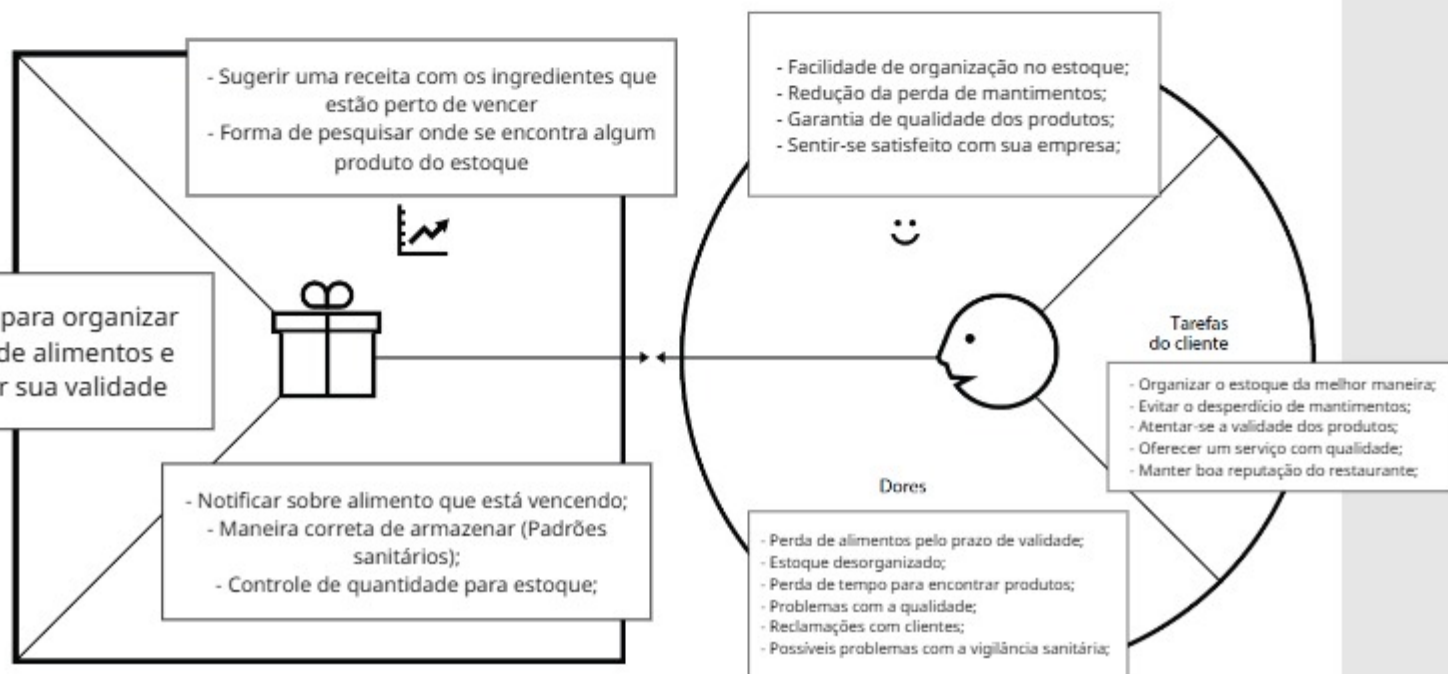 - Sugerir uma receita com os ingredientes que
estão perto de vencer
- Forma de pesquisar onde se encontra algum
produto do estoque
para organizar
de alimentos e
r sua validade
- Notificar sobre alimento que está vencendo;
- Maneira correta de armazenar (Padrões
sanitários);
- Controle de quantidade para estoque;
- Facilidade de organização no estoque;
- Redução da perda de mantimentos;
- Garantia de qualidade dos produtos;
- Sentir-se satisfeito com sua empresa;
Tarefas
do cliente
- Organizar o estoque da melhor maneira;
- Evitar o desperdício de mantimentos;
- Atentar-se a validade dos produtos;
- Oferecer um serviço com qualidade;
- Manter boa reputação do restaurante;
Dores
- Perda de alimentos pelo prazo de validade;
- Estoque desorganizado;
- Perda de tempo para encontrar produtos;
- Problemas com a qualidade;
- Reclamações com clientes;
- Possíveis problemas com a vigilância sanitária;